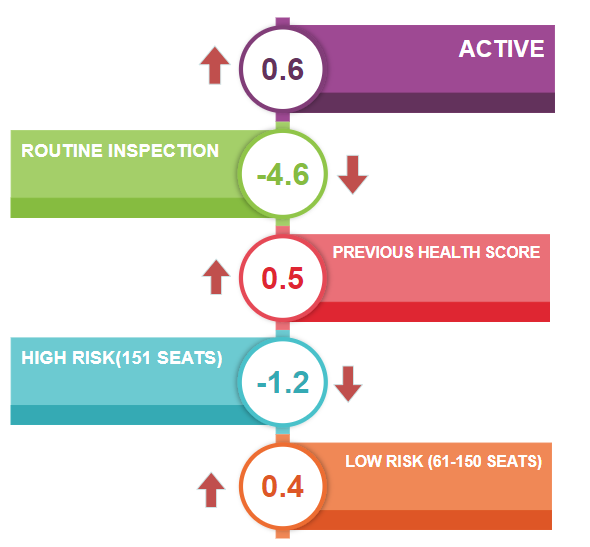 ACTIVE
0.6
ROUTINE INSPECTION
-4.6
PREVIOUS HEALTH SCORE
0.5
HIGH RISK(151 SEATS)
-1.2
LOW RISK (61-150 SEATS)
0.4